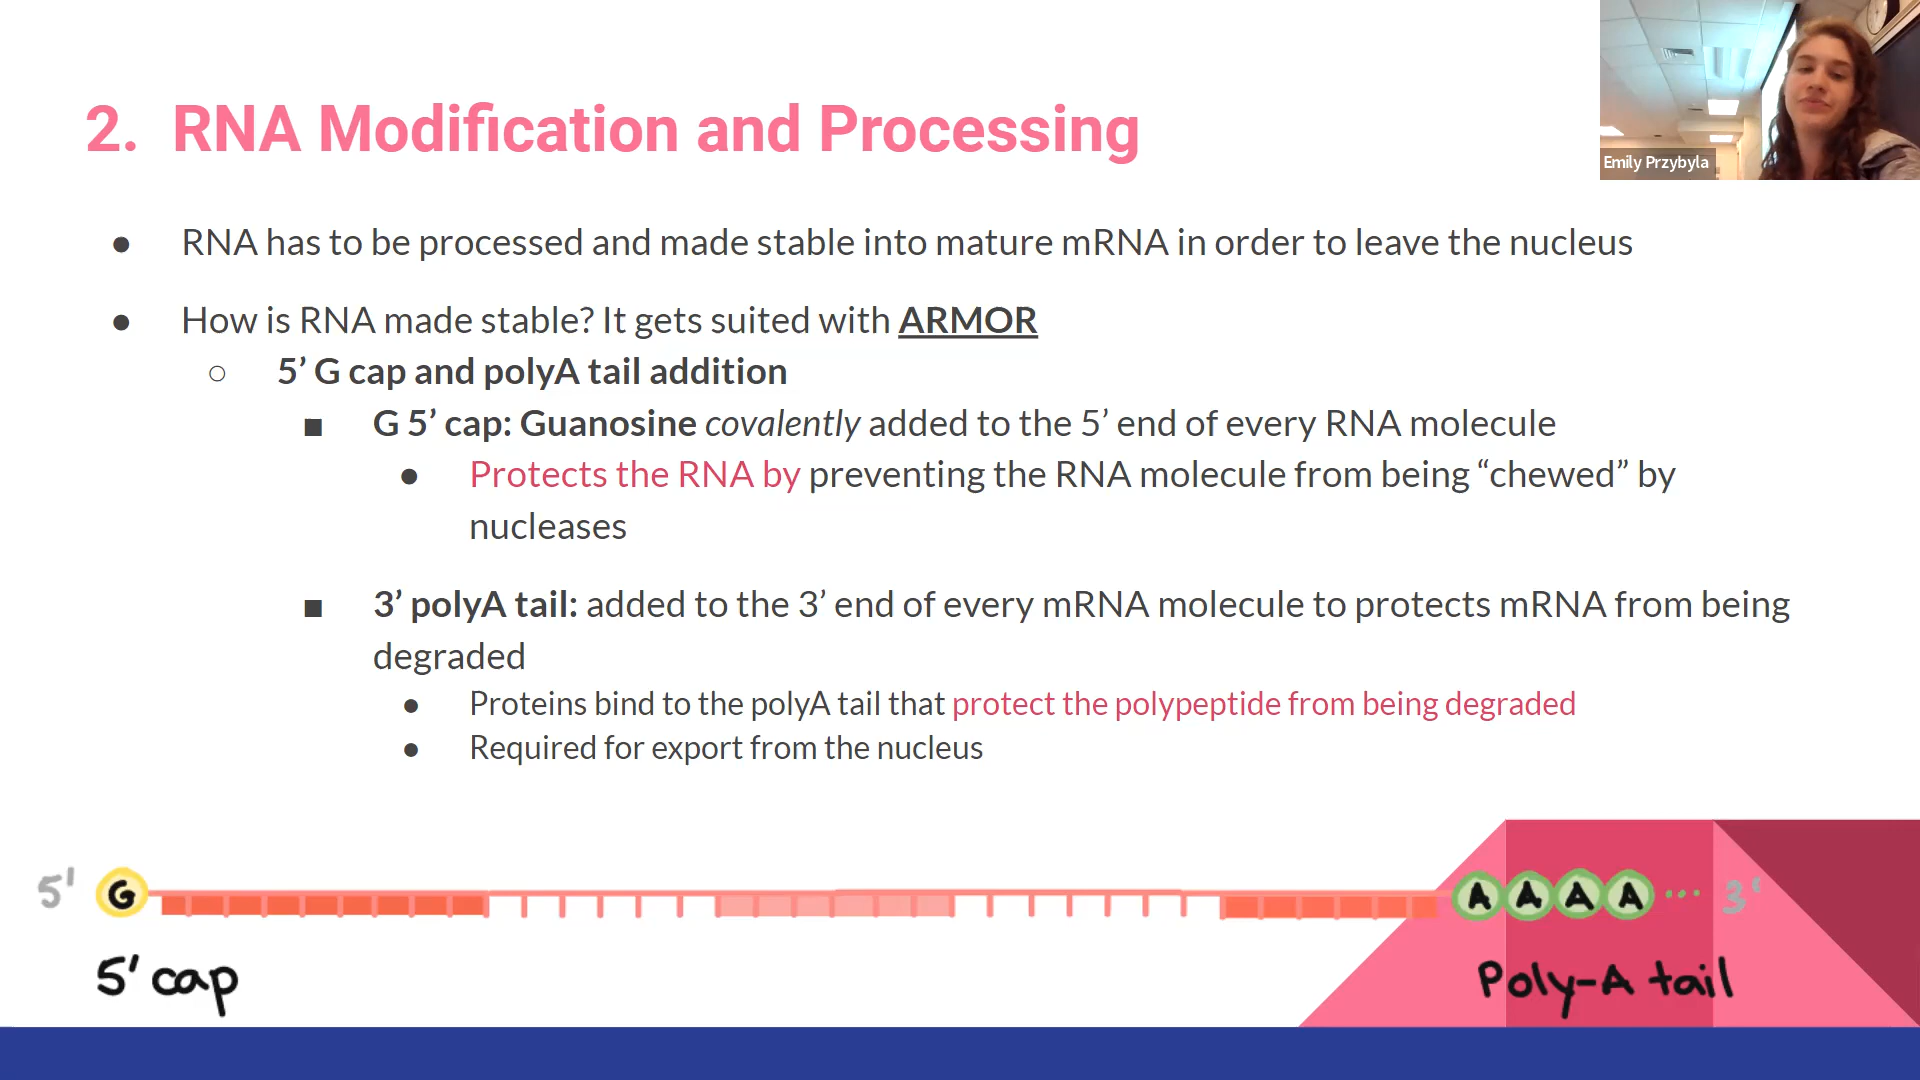 2. RNA Modification and Processing
Emily Przybyla
● RNA has to be processed and made stable into mature mRNA in order to leave the nucleus
● How is RNA made stable? It gets suited with ARMOR
○ 5’ G cap and polyA tail addition
■ G 5’ cap: Guanosine covalently added to the 5’ end of every RNA molecule
● Protects the RNA by preventing the RNA molecule from being “chewed” by
nucleases
■ 3’ polyA tail: added to the 3’ end of every mRNA molecule to protects mRNA from being
degraded
● Proteins bind to the polyA tail that protect the polypeptide from being degraded
● Required for export from the nucleus
5' G A A A A ... 3'
5' cap
Poly-A tail